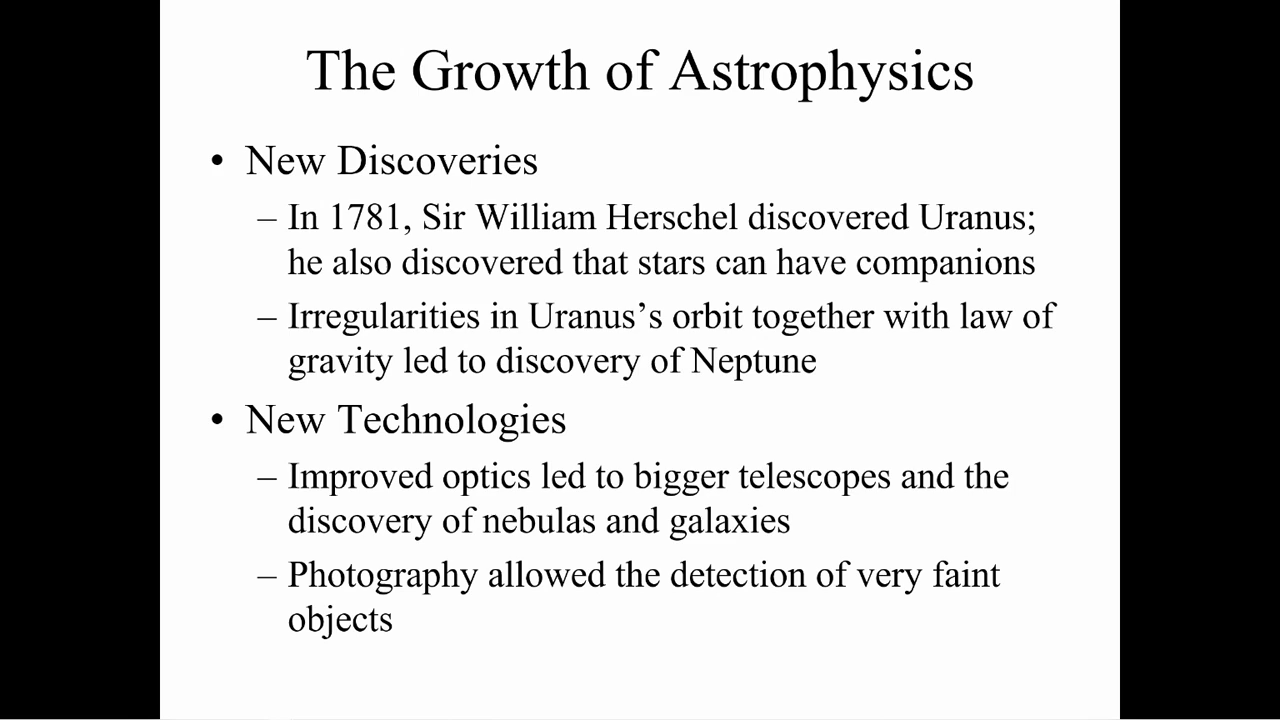 The Growth of Astrophysics
• New Discoveries
– In 1781, Sir William Herschel discovered Uranus;
he also discovered that stars can have companions
– Irregularities in Uranus’s orbit together with law of
gravity led to discovery of Neptune
• New Technologies
– Improved optics led to bigger telescopes and the
discovery of nebulas and galaxies
– Photography allowed the detection of very faint
objects